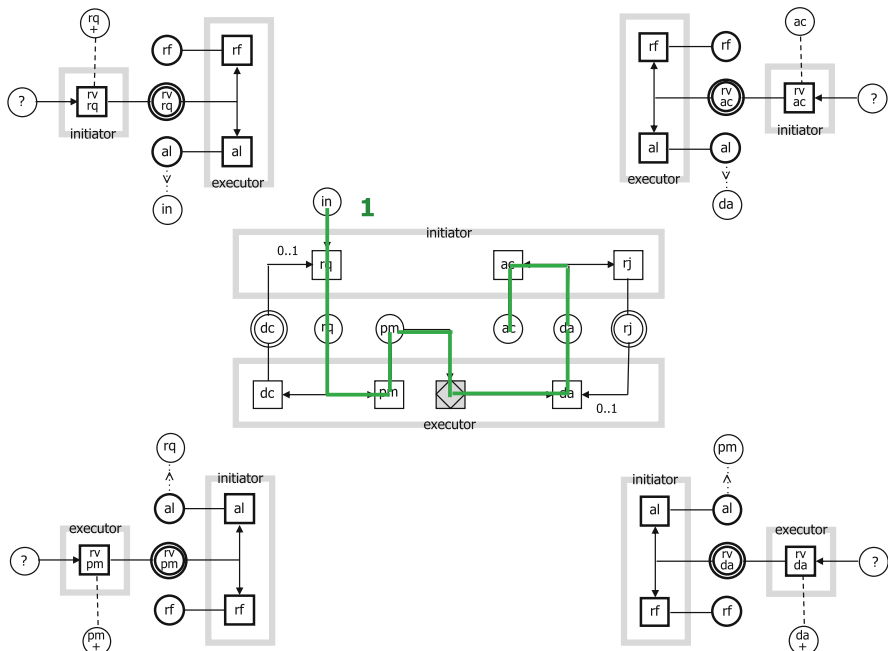 rq
+
rf
rf
?
rv
rq
rv
rq
initiator
al
al
executor
in
ac
rf
rf
rv
ac
rv
ac
?
initiator
al
al
executor
da
in
1
initiator
0..1
rq
ac
rj
dc
rq
pm
ac
da
rj
dc
pm
da
0..1
executor
rq
initiator
al
al
executor
?
rv
pm
rv
pm
rf
rf
pm
+
pm
initiator
al
al
executor
rv
da
rv
da
?
rf
rf
da
+